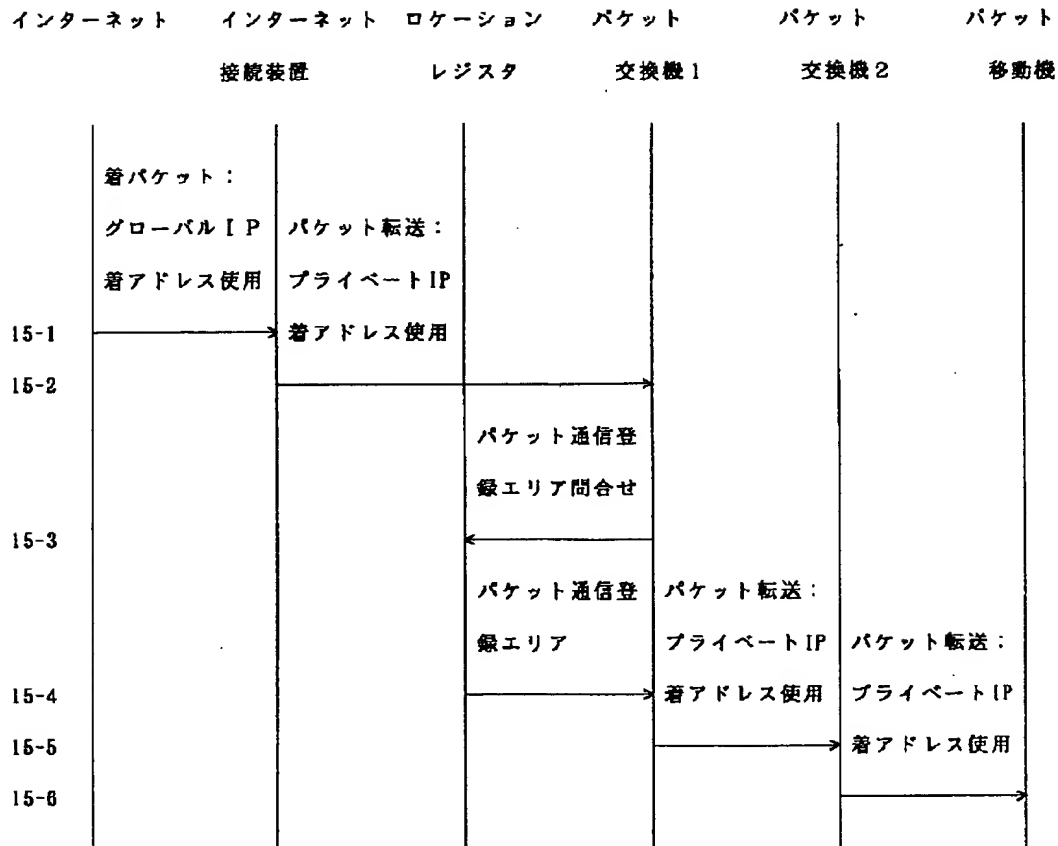 インターネット インターネット ロケーション パケット パケット パケット
接続装置 レジスタ 交換機1 交換機2 移動機
着パケット：
グローバルIP パケット転送：
着アドレス使用 プライベートIP
15-1 着アドレス使用
15-2
パケット通信登
録エリア問合せ
15-3
パケット通信登 パケット転送：
録エリア プライベートIP パケット転送：
15-4 着アドレス使用 プライベートIP
15-5 着アドレス使用
15-6